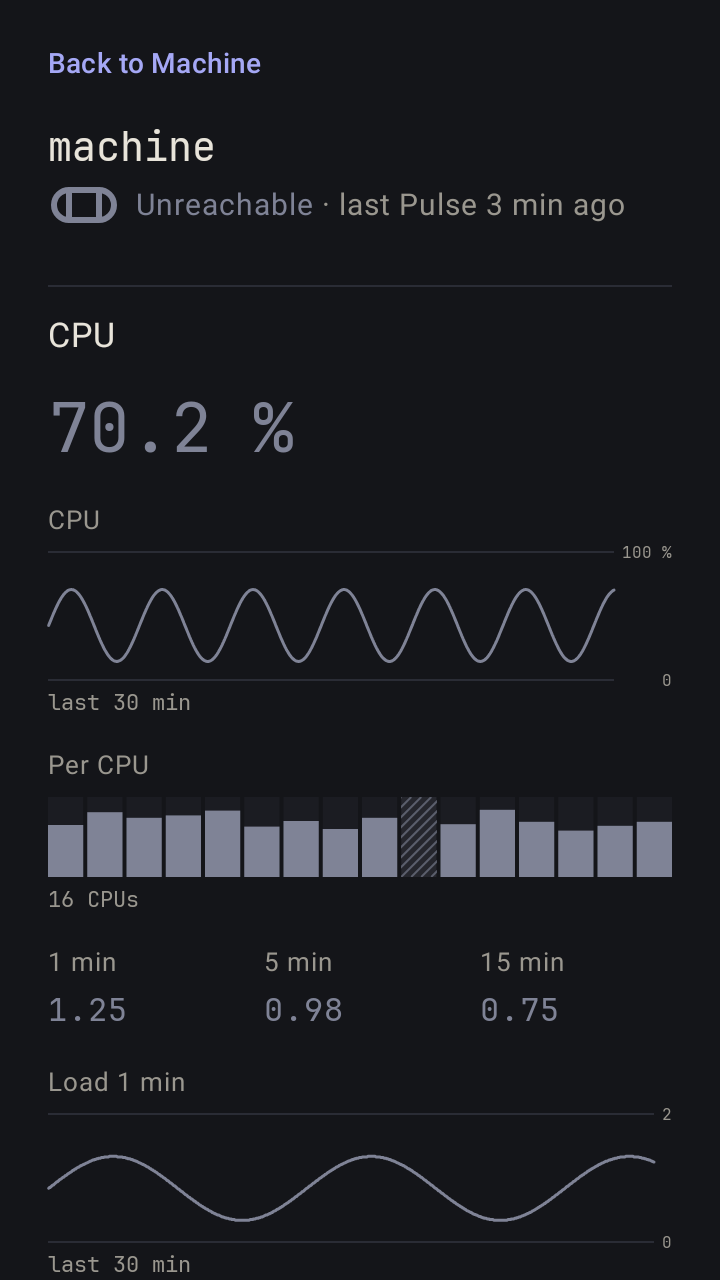 Back to Machine
machine
Unreachable · last Pulse 3 min ago
CPU
70.2 %
CPU
100 %
0
last 30 min
Per CPU
16 CPUs
1 min 5 min 15 min
1.25 0.98 0.75
Load 1 min
2
0
last 30 min